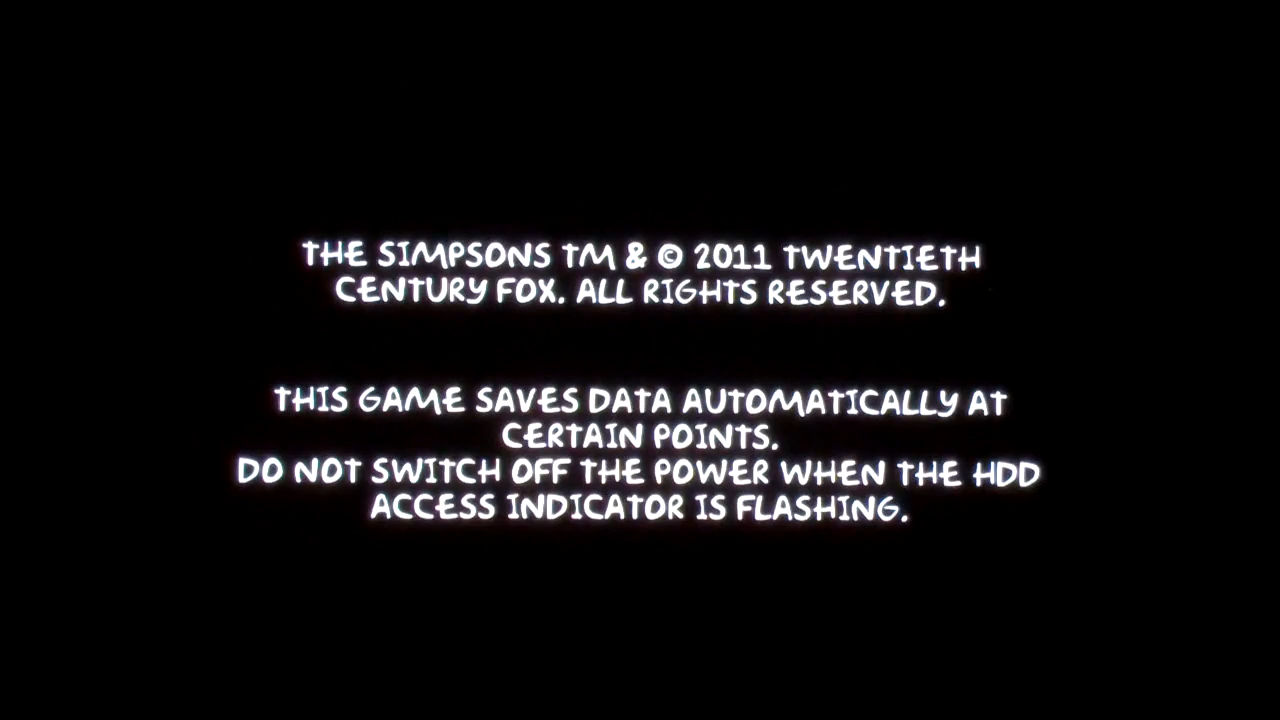 THE SIMPSONS TM & © 2011 TWENTIETH
CENTURY FOX. ALL RIGHTS RESERVED.
THIS GAME SAVES DATA AUTOMATICALLY AT
CERTAIN POINTS.
DO NOT SWITCH OFF THE POWER WHEN THE HDD
ACCESS INDICATOR IS FLASHING.